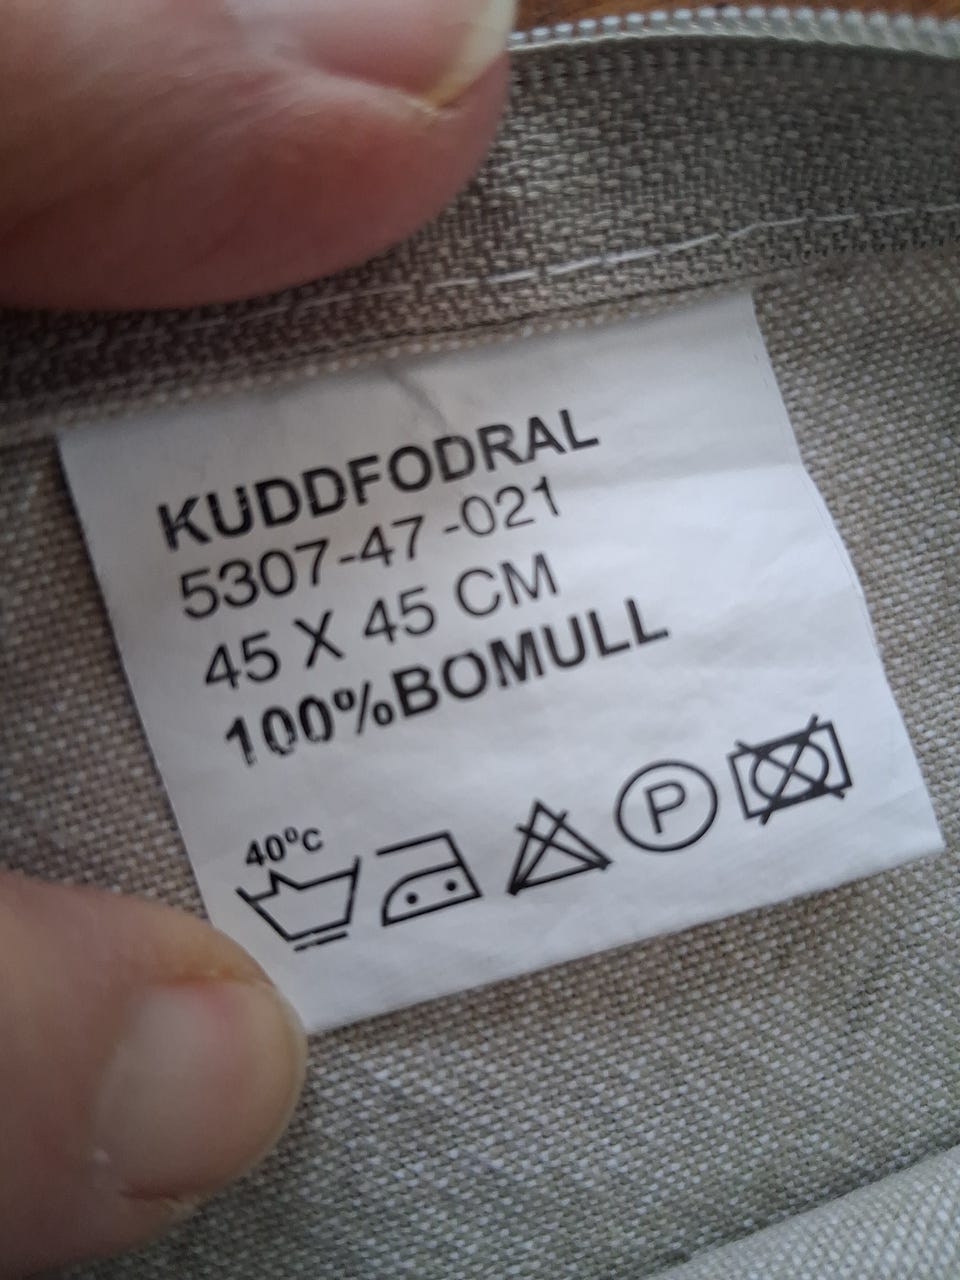 KUDDFODRAL
5307-47-021
45 X 45 CM
100%BOMULL
40°C
P